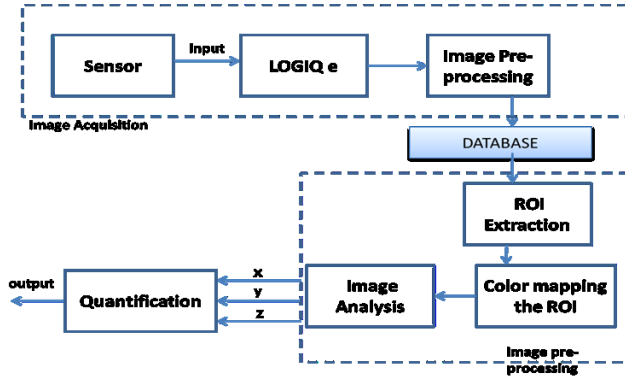 Sensor
Input
LOGIQ e
Image Pre-
processing
Image Acquisition
DATABASE
ROI
Extraction
Color mapping
the ROI
Image
Analysis
x
y
z
Quantification
output
Image pre-
processing